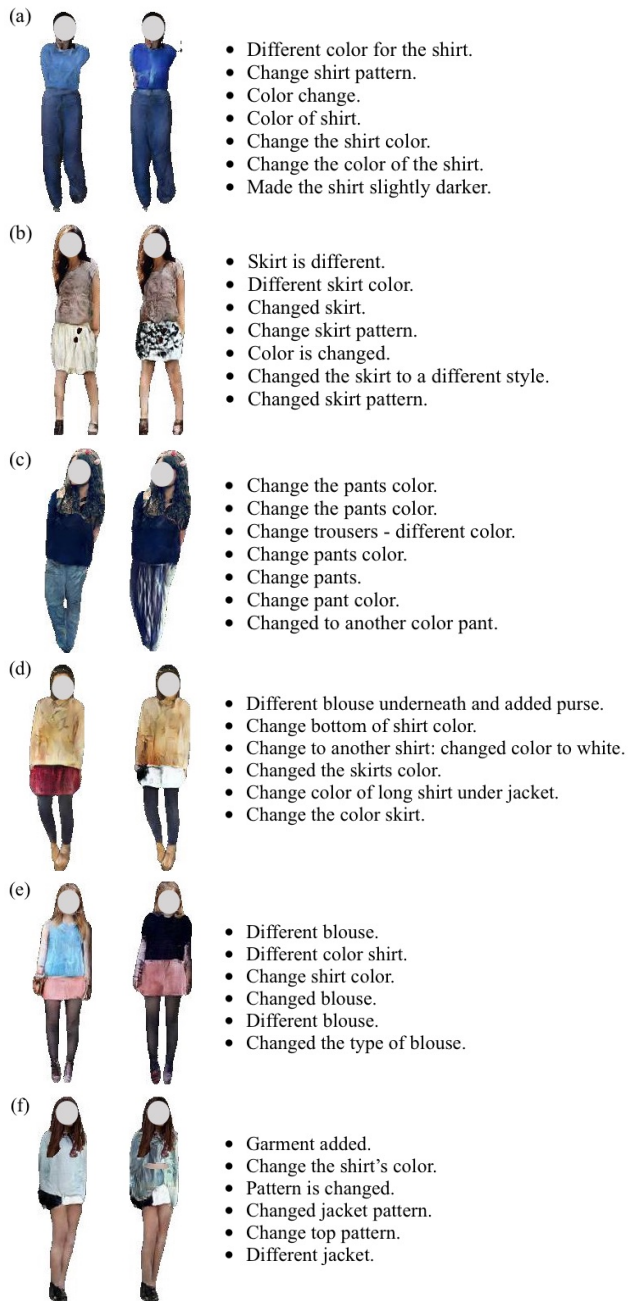 (a)
• Different color for the shirt.
• Change shirt pattern.
• Color change.
• Color of shirt.
• Change the shirt color.
• Change the color of the shirt.
• Made the shirt slightly darker.
(b)
• Skirt is different.
• Different skirt color.
• Changed skirt.
• Change skirt pattern.
• Color is changed.
• Changed the skirt to a different style.
• Changed skirt pattern.
(c)
• Change the pants color.
• Change the pants color.
• Change trousers - different color.
• Change pants color.
• Change pants.
• Change pant color.
• Changed to another color pant.
(d)
• Different blouse underneath and added purse.
• Change bottom of shirt color.
• Change to another shirt: changed color to white.
• Changed the skirts color.
• Change color of long shirt under jacket.
• Change the color skirt.
(e)
• Different blouse.
• Different color shirt.
• Change shirt color.
• Changed blouse.
• Different blouse.
• Changed the type of blouse.
(f)
• Garment added.
• Change the shirt's color.
• Pattern is changed.
• Changed jacket pattern.
• Change top pattern.
• Different jacket.